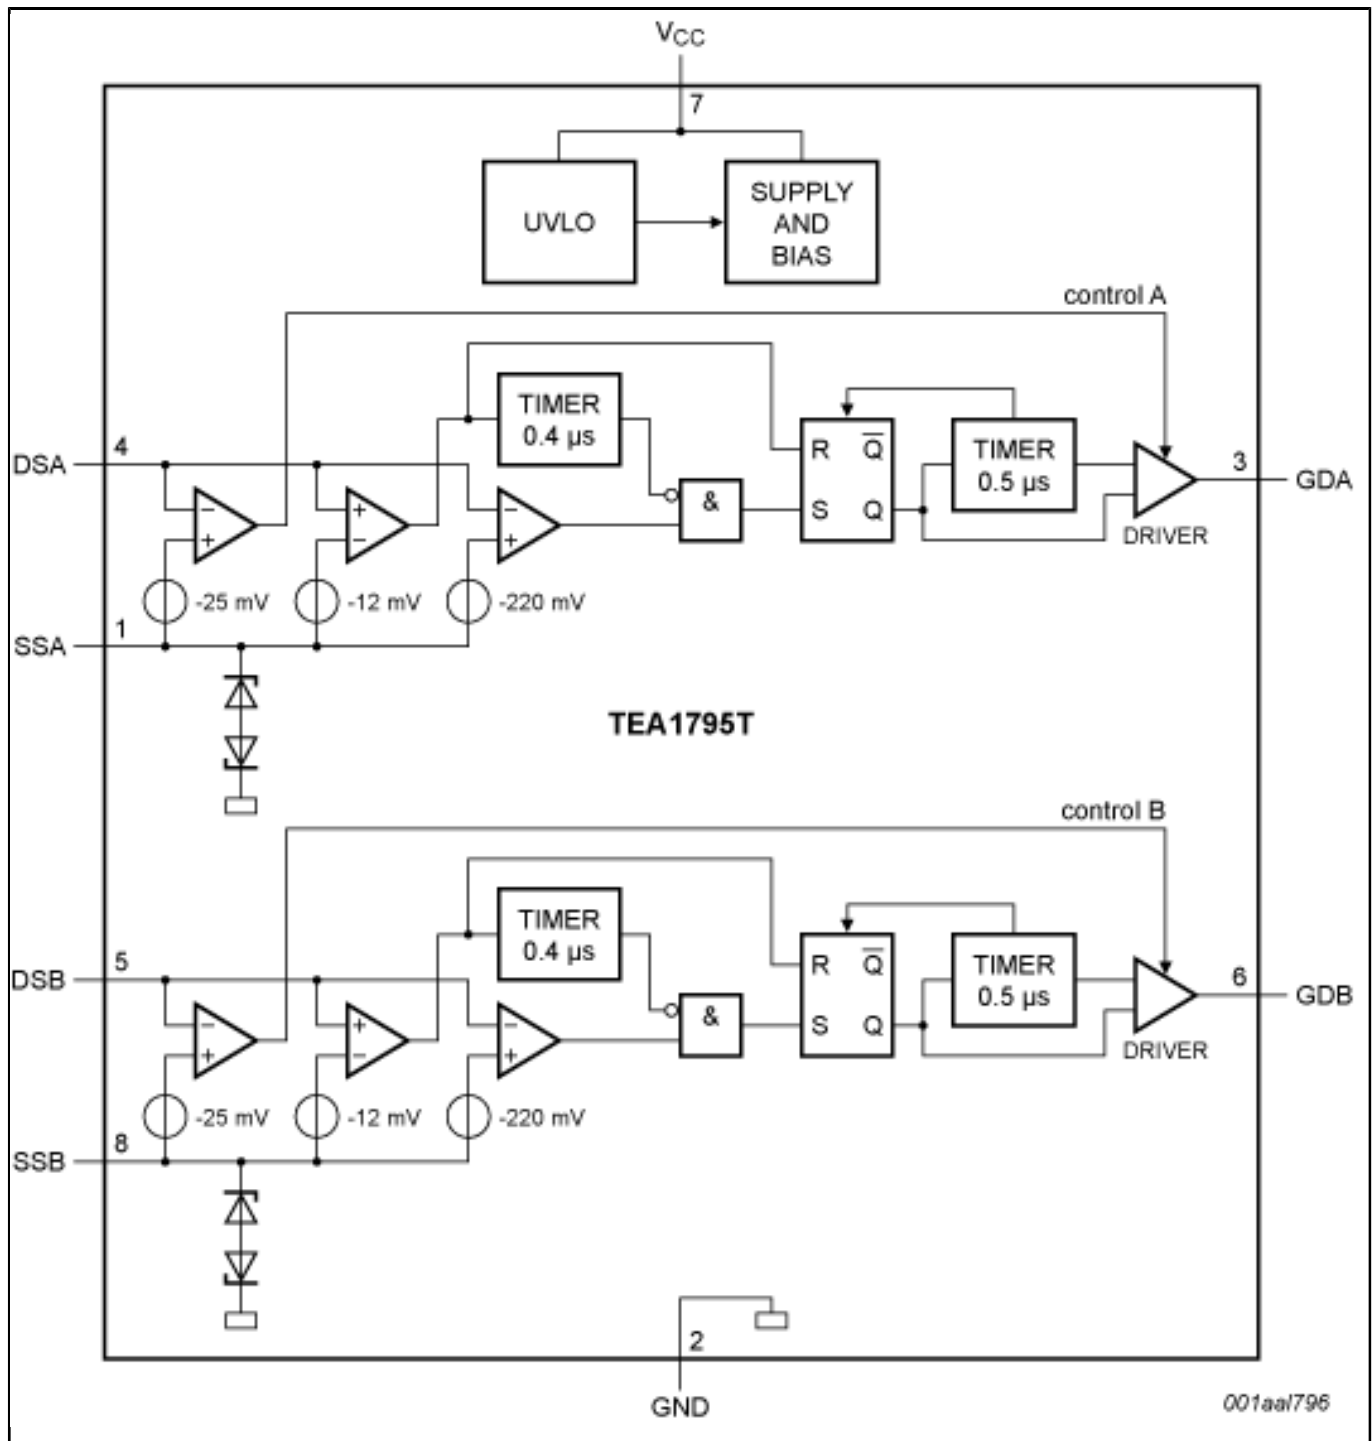 VCC
7
UVLO
SUPPLY
AND
BIAS
control A
TIMER
0.4 µs
DSA
4
R
Q̅
S
Q
TIMER
0.5 µs
3
GDA
DRIVER
&
−
+
+
−
−
+
-25 mV
-12 mV
-220 mV
SSA
1
TEA1795T
control B
TIMER
0.4 µs
DSB
5
R
Q̅
S
Q
TIMER
0.5 µs
6
GDB
DRIVER
&
−
+
+
−
−
+
-25 mV
-12 mV
-220 mV
SSB
8
2
GND
001aal796